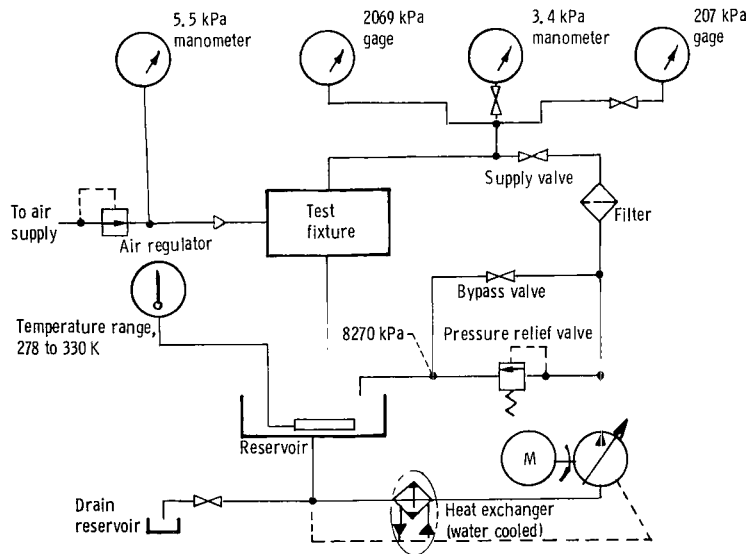 5.5 kPa
manometer
2069 kPa
gage
3.4 kPa
manometer
207 kPa
gage
Supply valve
To air
supply
Air regulator
Test
fixture
Filter
Bypass valve
Temperature range,
278 to 330 K
8270 kPa
Pressure relief valve
Reservoir
M
Drain
reservoir
Heat exchanger
(water cooled)